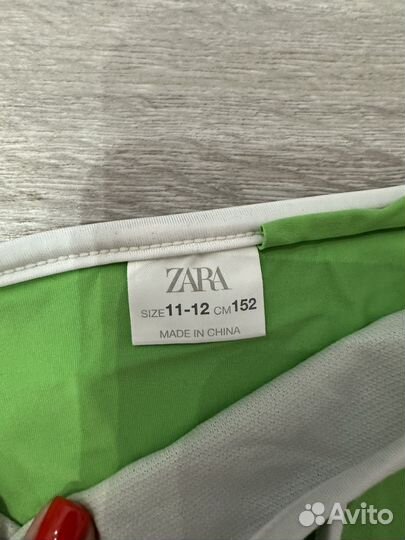 ZARA
SIZE 11-12 CM 152
MADE IN CHINA
Avito